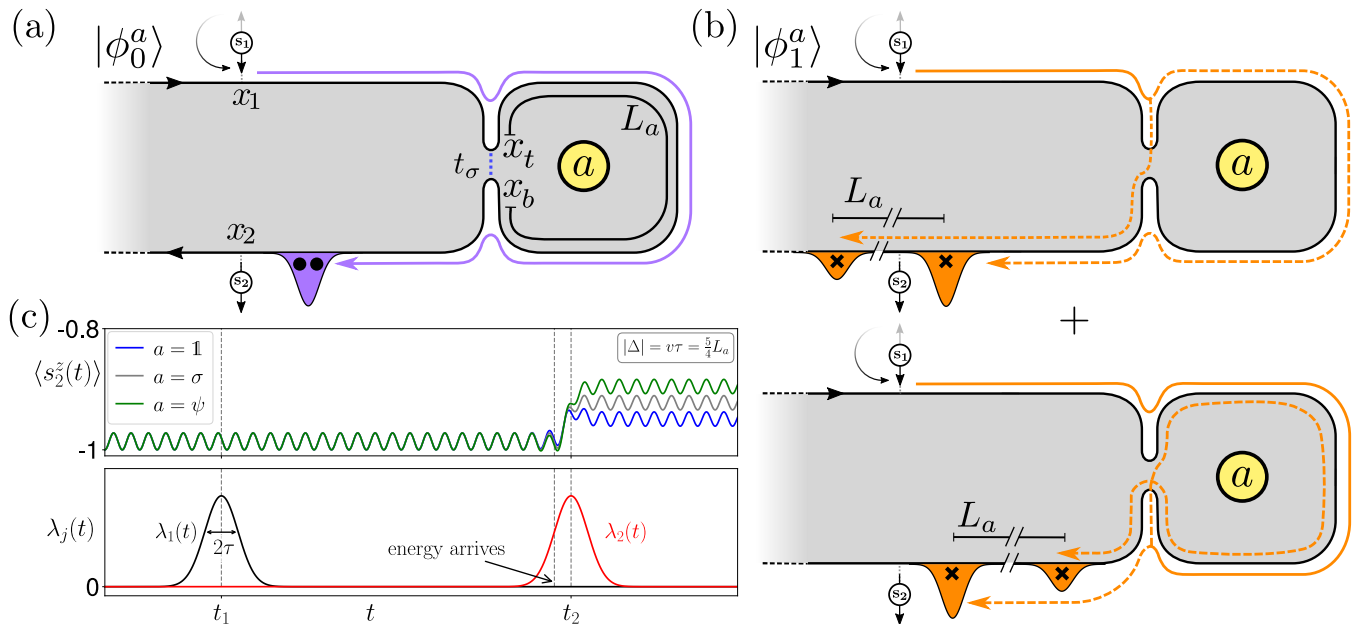 (a)
|ϕ₀ᵃ⟩
s₁
x₁
L_a
x_t
t_σ
a
x_b
x₂
s₂
(b)
|ϕ₁ᵃ⟩
s₁
a
L_a
s₂
+
s₁
a
L_a
s₂
(c)
-0.8
a = 𝟙
a = σ
a = ψ
|Δ| = vτ = 5/4 L_a
⟨s₂ᶻ(t)⟩
-1
λ_j(t)
λ₁(t)
2τ
λ₂(t)
energy arrives
0
t₁
t
t₂